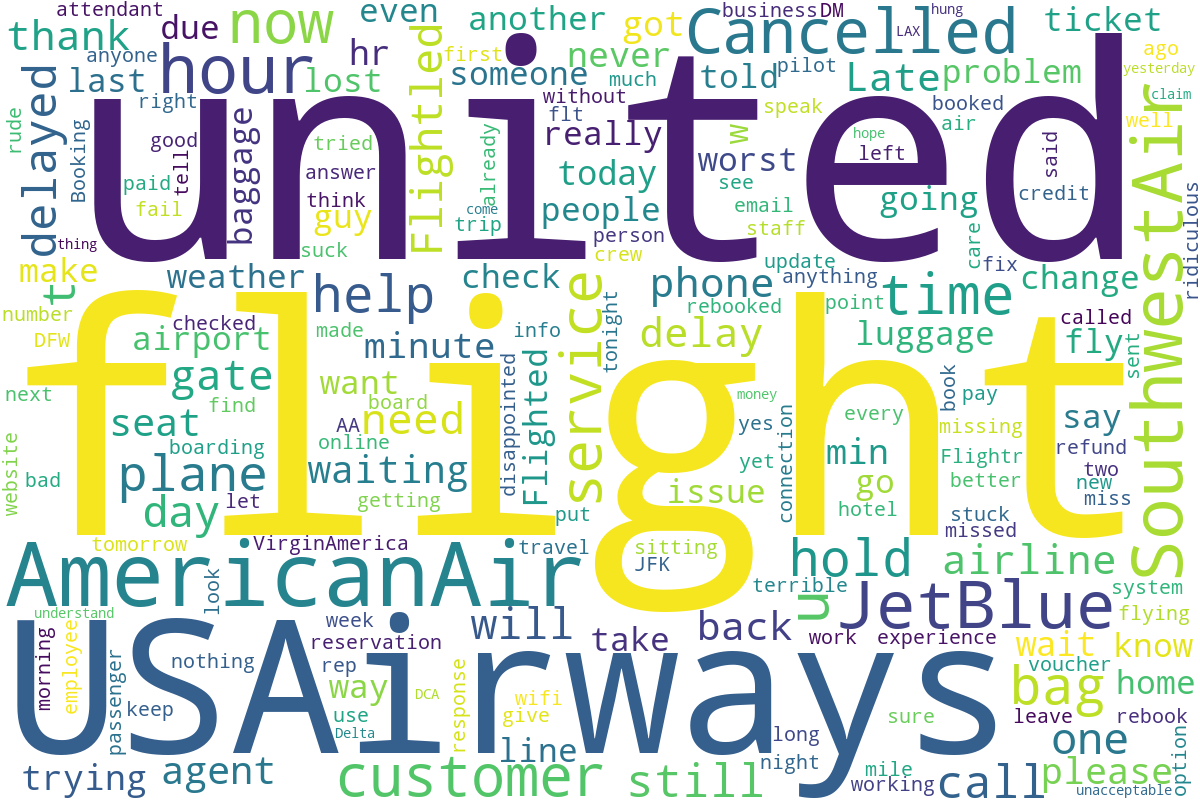 attendant
even
another
got
business
DM
hung
ticket
thank
due
now
hr
first
Cancelled
LAX
ago
anyone
hour
someone
never
told
pilot
Late
problem
yesterday
last
lost
much
claim
delayed
right
Flightled
without
speak
booked
well
rude
Booking
good
tell
baggage
tried
already
flt
really
w
air
hope
said
united
paid
answer
worst
left
SouthwestAir
fail
think
today
see
going
credit
guy
come
people
email
trip
staff
care
ridiculous
thing
suck
person
crew
make
weather
check
update
anything
fix
change
t
help
phone
rebooked
point
time
number
checked
made
info
tonight
called
DFW
airport
minute
service
delay
luggage
fly
sent
flight
gate
want
board
disappointed
Flighted
money
book
pay
next
find
AA
need
yes
every
missing
say
seat
online
connection
website
boarding
yet
min
Flightr
refund
bad
plane
waiting
issue
go
better
two
new
day
let
getting
put
hotel
stuck
miss
missed
tomorrow
VirginAmerica
travel
sitting
JFK
hold
airline
AmericanAir
look
terrible
system
understand
week
will
take
back
u
JetBlue
flying
morning
employee
reservation
work
experience
wait
know
USAirways
passenger
nothing
rep
way
DCA
response
wifi
voucher
bag
home
keep
use
give
sure
leave
rebook
Delta
line
long
one
option
trying
agent
customer
still
night
mile
working
call
please
unacceptable